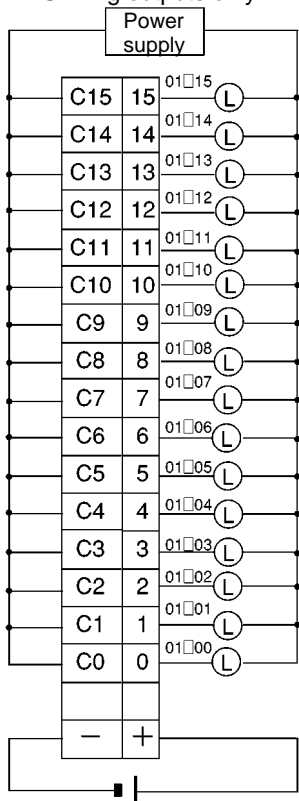 Power
supply
C15 15 01□15 L
C14 14 01□14 L
C13 13 01□13 L
C12 12 01□12 L
C11 11 01□11 L
C10 10 01□10 L
C9 9 01□09 L
C8 8 01□08 L
C7 7 01□07 L
C6 6 01□06 L
C5 5 01□05 L
C4 4 01□04 L
C3 3 01□03 L
C2 2 01□02 L
C1 1 01□01 L
C0 0 01□00 L
− +